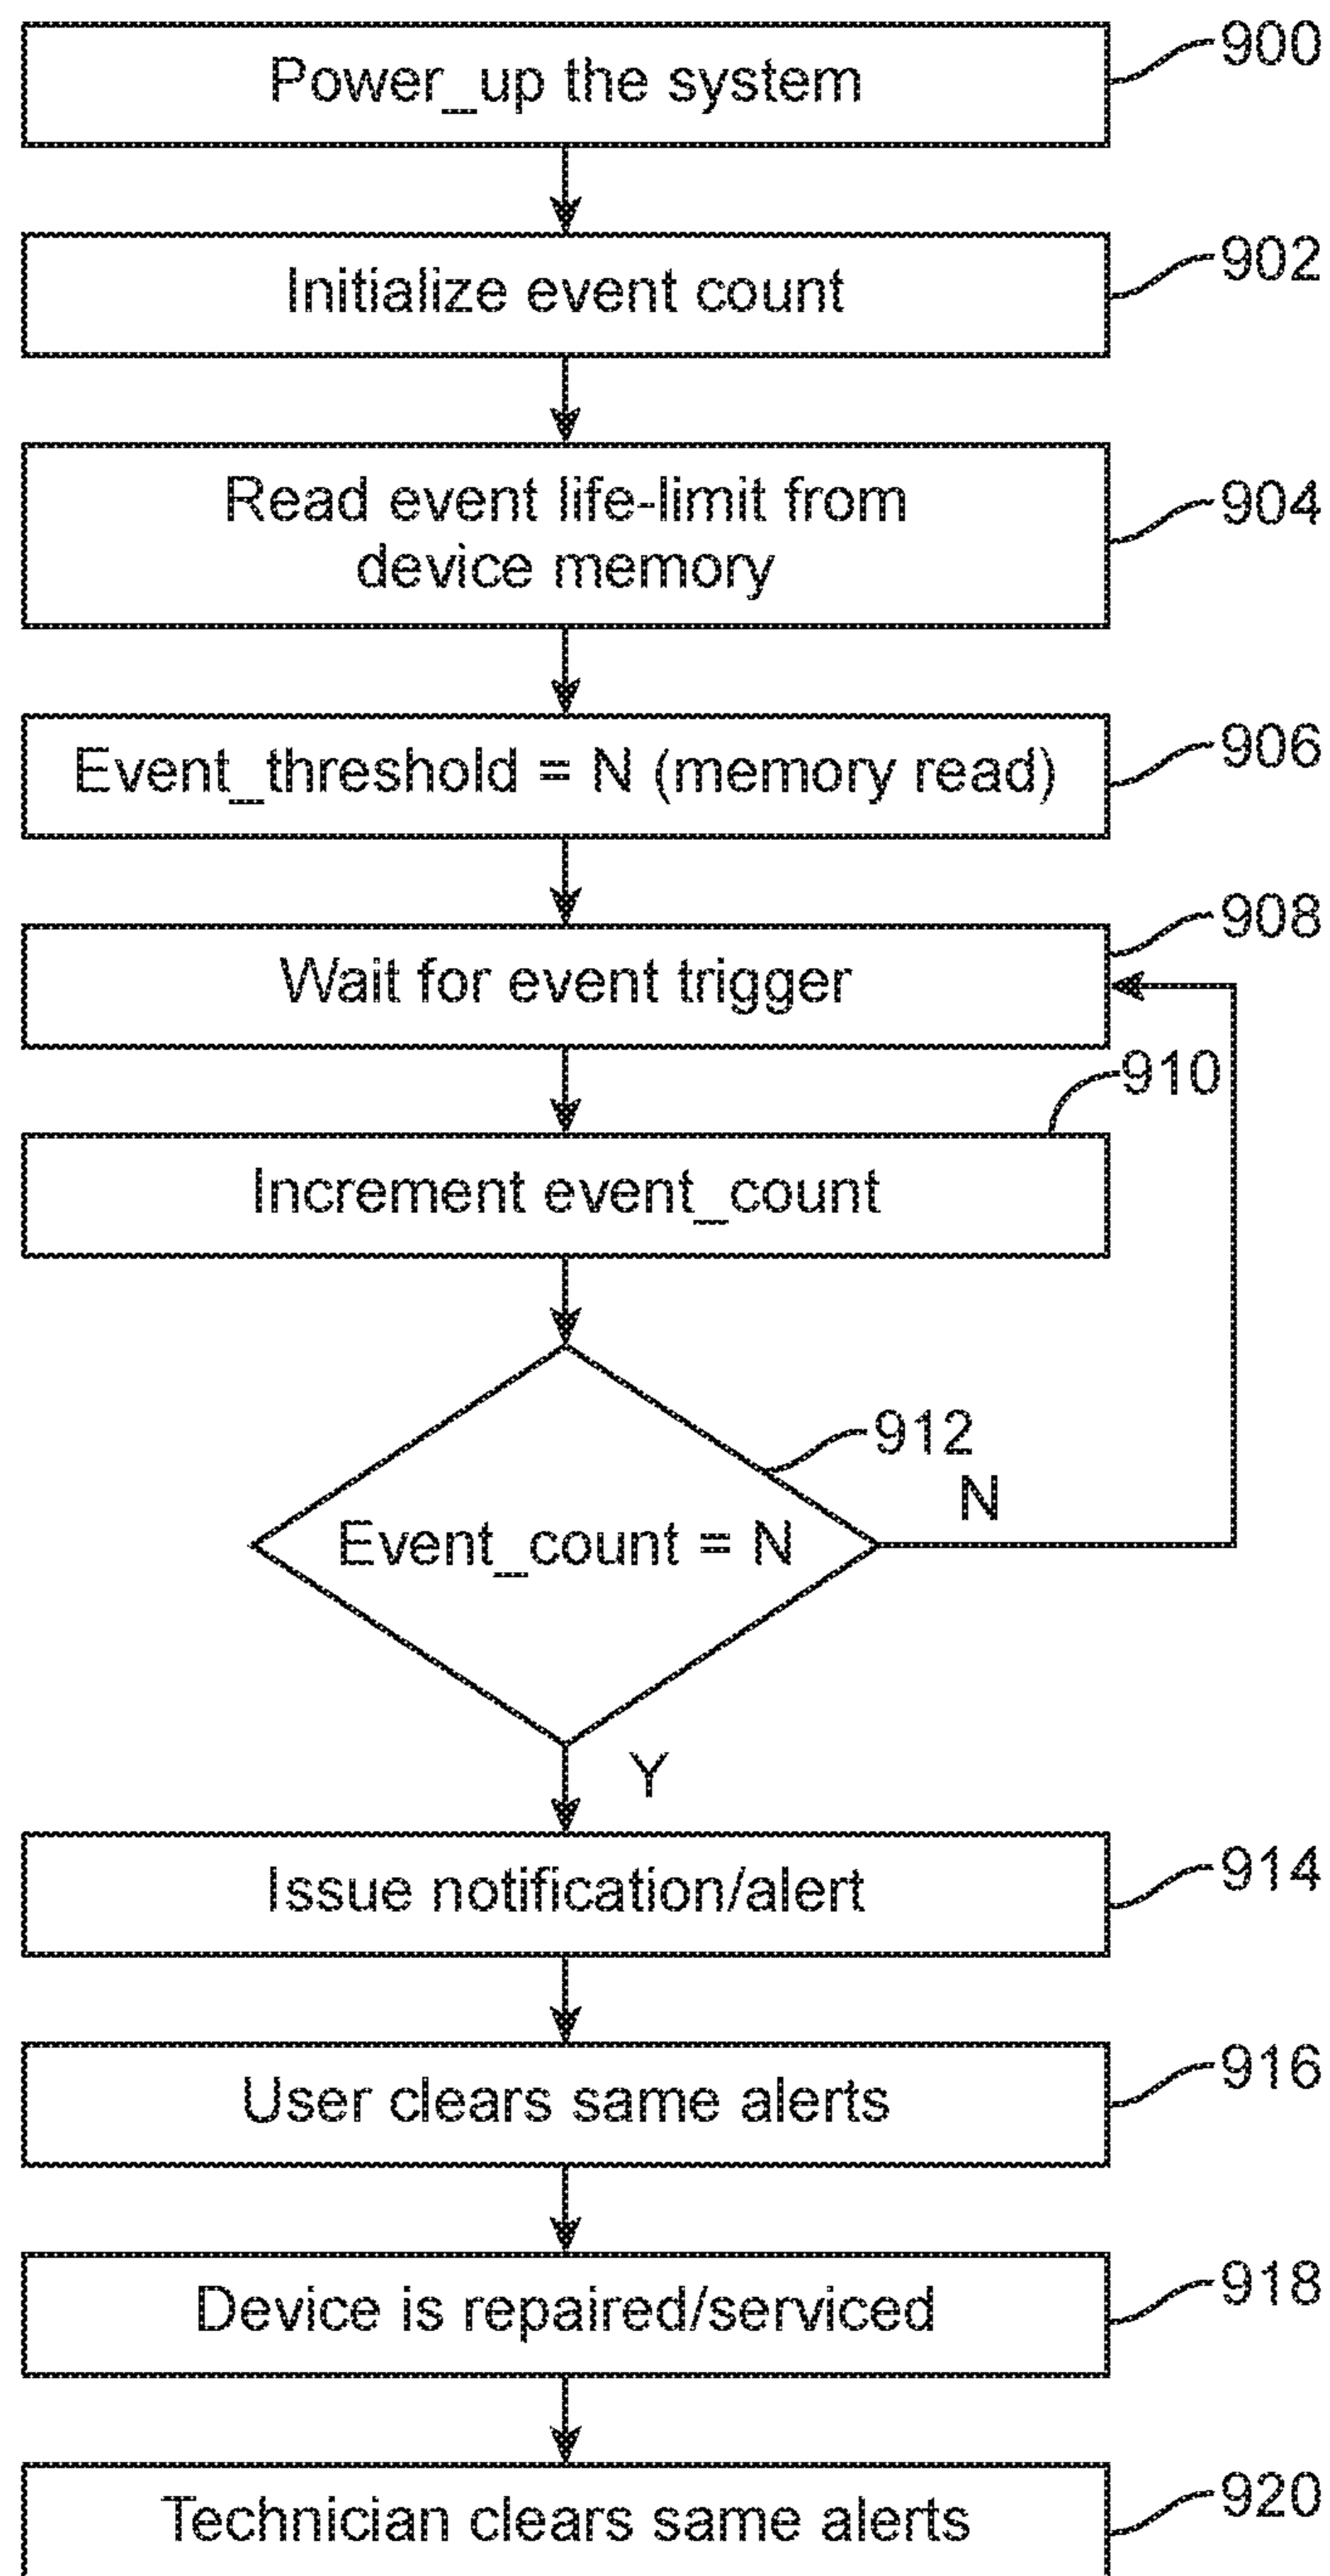 Power_up the system
900
Initialize event count
902
Read event life-limit from
device memory
904
Event_threshold = N (memory read)
906
Wait for event trigger
908
910
Increment event_count
912
N
Event_count = N
Y
Issue notification/alert
914
User clears same alerts
916
Device is repaired/serviced
918
Technician clears same alerts
920